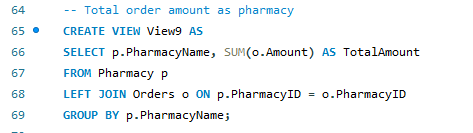 64 -- Total order amount as pharmacy
65 CREATE VIEW View9 AS
66 SELECT p.PharmacyName, SUM(o.Amount) AS TotalAmount
67 FROM Pharmacy p
68 LEFT JOIN Orders o ON p.PharmacyID = o.PharmacyID
69 GROUP BY p.PharmacyName;